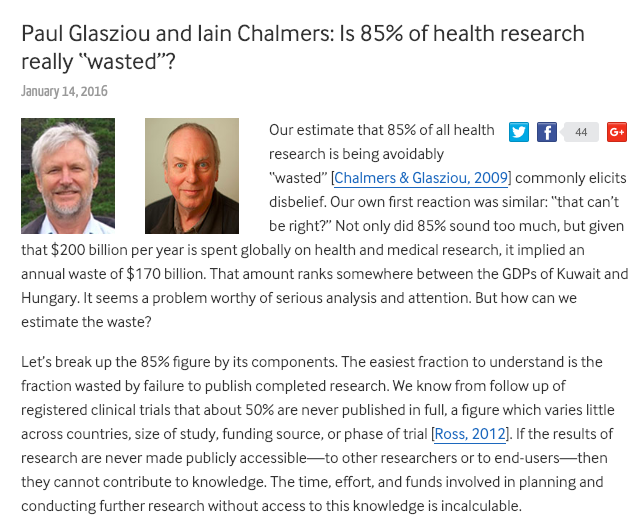 Paul Glasziou and Iain Chalmers: Is 85% of health research
really “wasted”?
January 14, 2016
Our estimate that 85% of all health
44
G+
research is being avoidably
“wasted” [Chalmers & Glasziou, 2009] commonly elicits
disbelief. Our own first reaction was similar: “that can’t
be right?” Not only did 85% sound too much, but given
that $200 billion per year is spent globally on health and medical research, it implied an
annual waste of $170 billion. That amount ranks somewhere between the GDPs of Kuwait and
Hungary. It seems a problem worthy of serious analysis and attention. But how can we
estimate the waste?
Let’s break up the 85% figure by its components. The easiest fraction to understand is the
fraction wasted by failure to publish completed research. We know from follow up of
registered clinical trials that about 50% are never published in full, a figure which varies little
across countries, size of study, funding source, or phase of trial [Ross, 2012]. If the results of
research are never made publicly accessible—to other researchers or to end-users—then
they cannot contribute to knowledge. The time, effort, and funds involved in planning and
conducting further research without access to this knowledge is incalculable.